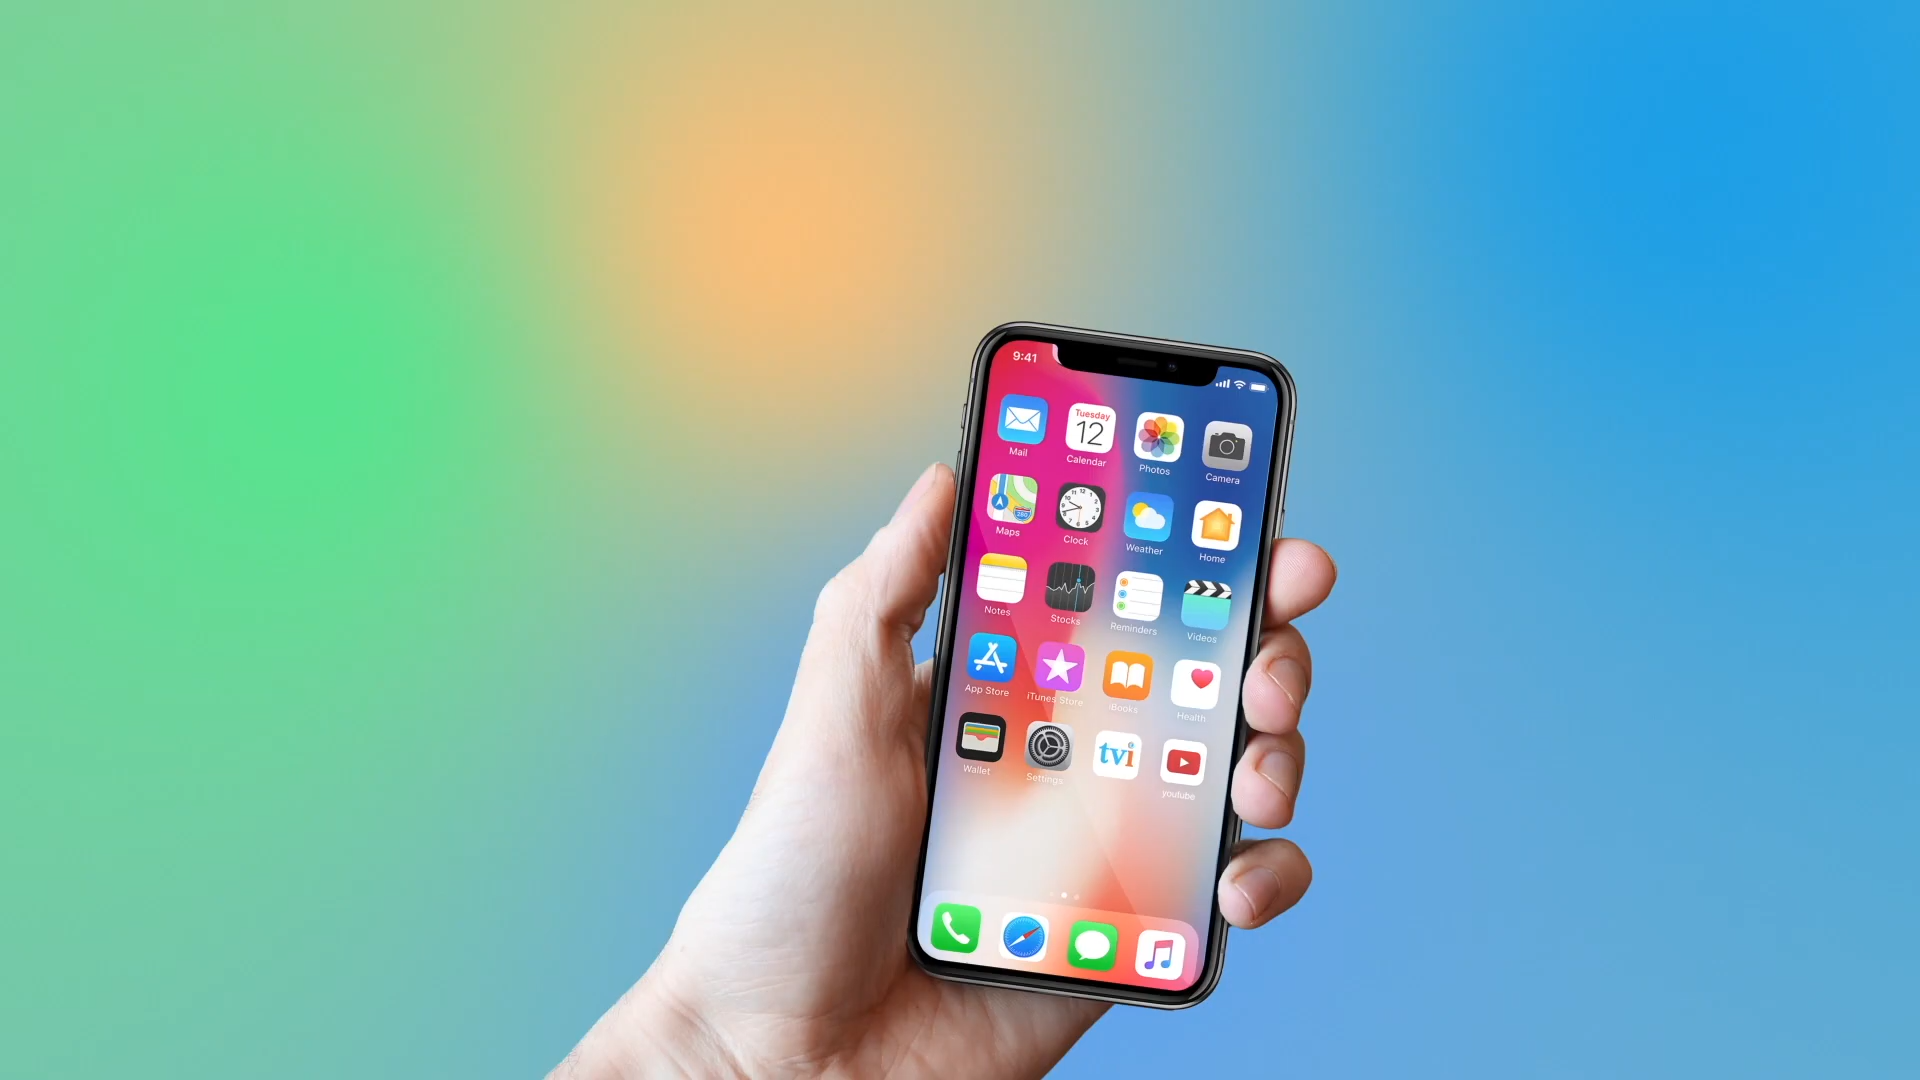 9:41
Tuesday
12
Mail
Calendar
Photos
Camera
280
Maps
Clock
Weather
Home
Notes
Stocks
Reminders
Videos
App Store
iTunes Store
iBooks
Health
tvi
Wallet
Settings
youtube